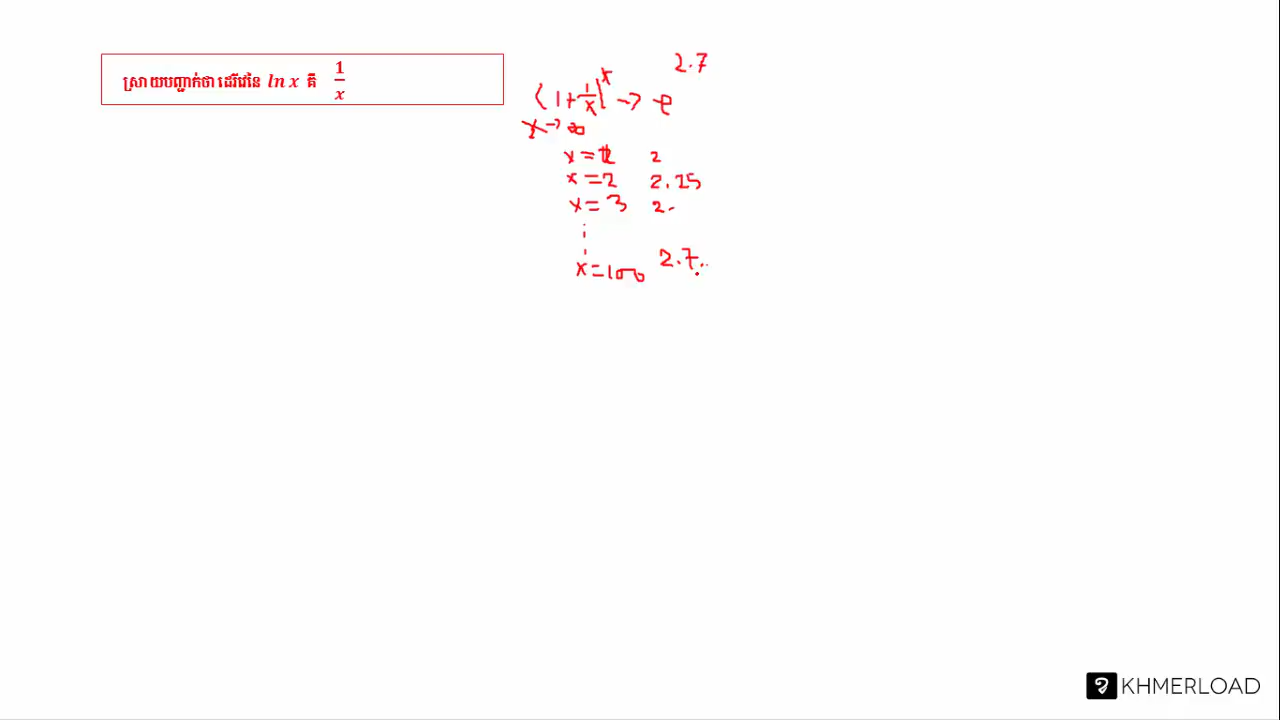 ស្រាយបញ្ជាក់ថា ដេរីវេនៃ ln x គឺ 1/x
2.7
(1+1/x)^x → e
x→∞
x=1 2
x=2 2.25
x=3 2.
x=100 2.7..
KHMERLOAD